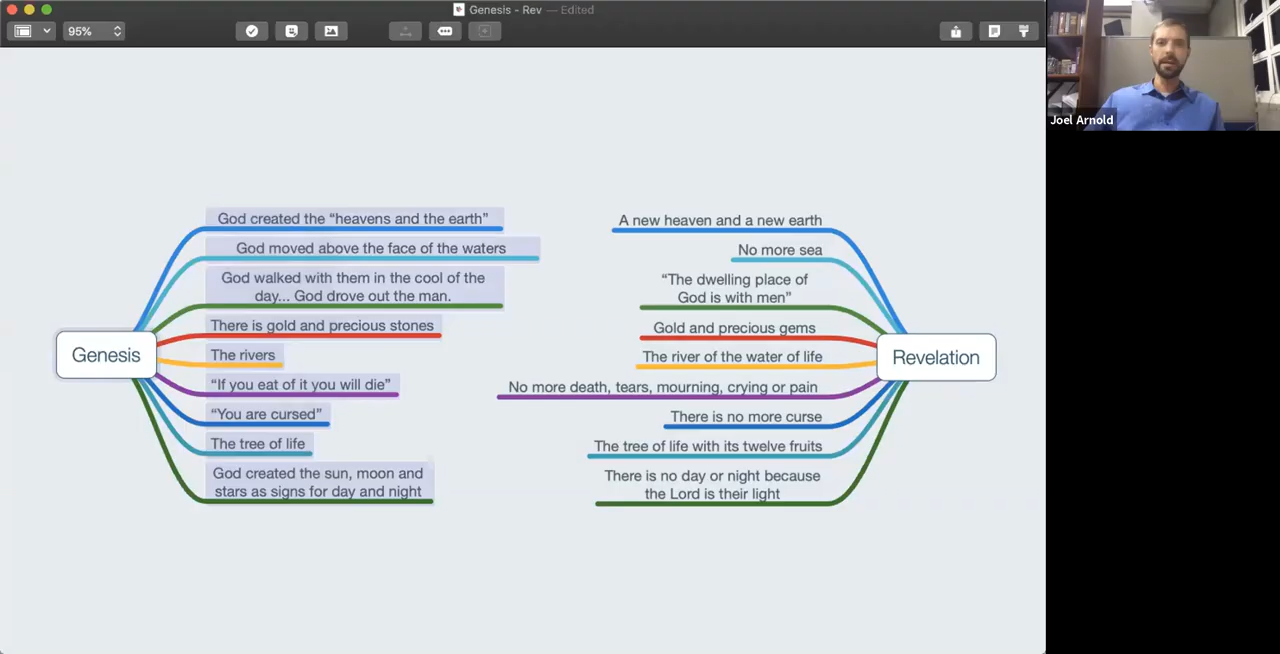 Genesis - Rev — Edited
95%
Joel Arnold
God created the “heavens and the earth”
God moved above the face of the waters
God walked with them in the cool of the
day... God drove out the man.
There is gold and precious stones
The rivers
“If you eat of it you will die”
“You are cursed”
The tree of life
God created the sun, moon and
stars as signs for day and night
Genesis
A new heaven and a new earth
No more sea
“The dwelling place of
God is with men”
Gold and precious gems
The river of the water of life
No more death, tears, mourning, crying or pain
There is no more curse
The tree of life with its twelve fruits
There is no day or night because
the Lord is their light
Revelation